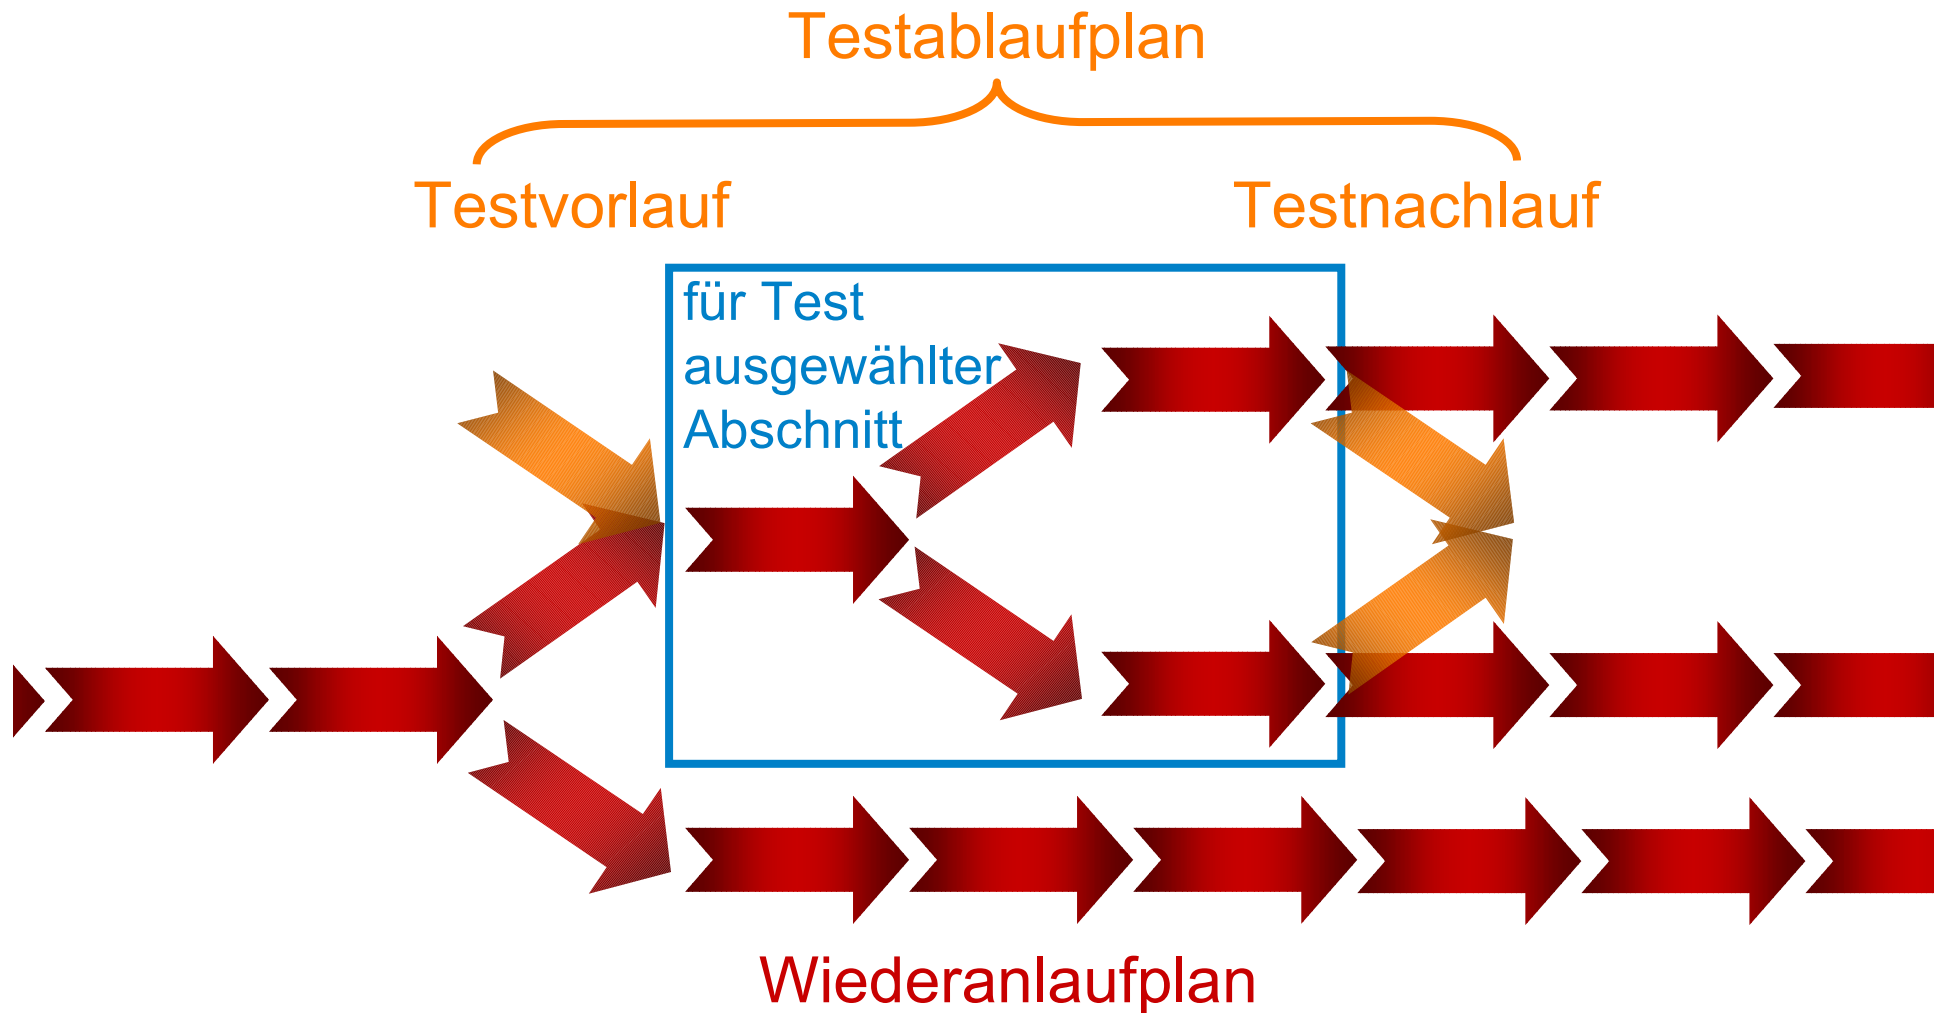 Testablaufplan
Testvorlauf
Testnachlauf
für Test
ausgewählter
Abschnitt
Wiederanlaufplan